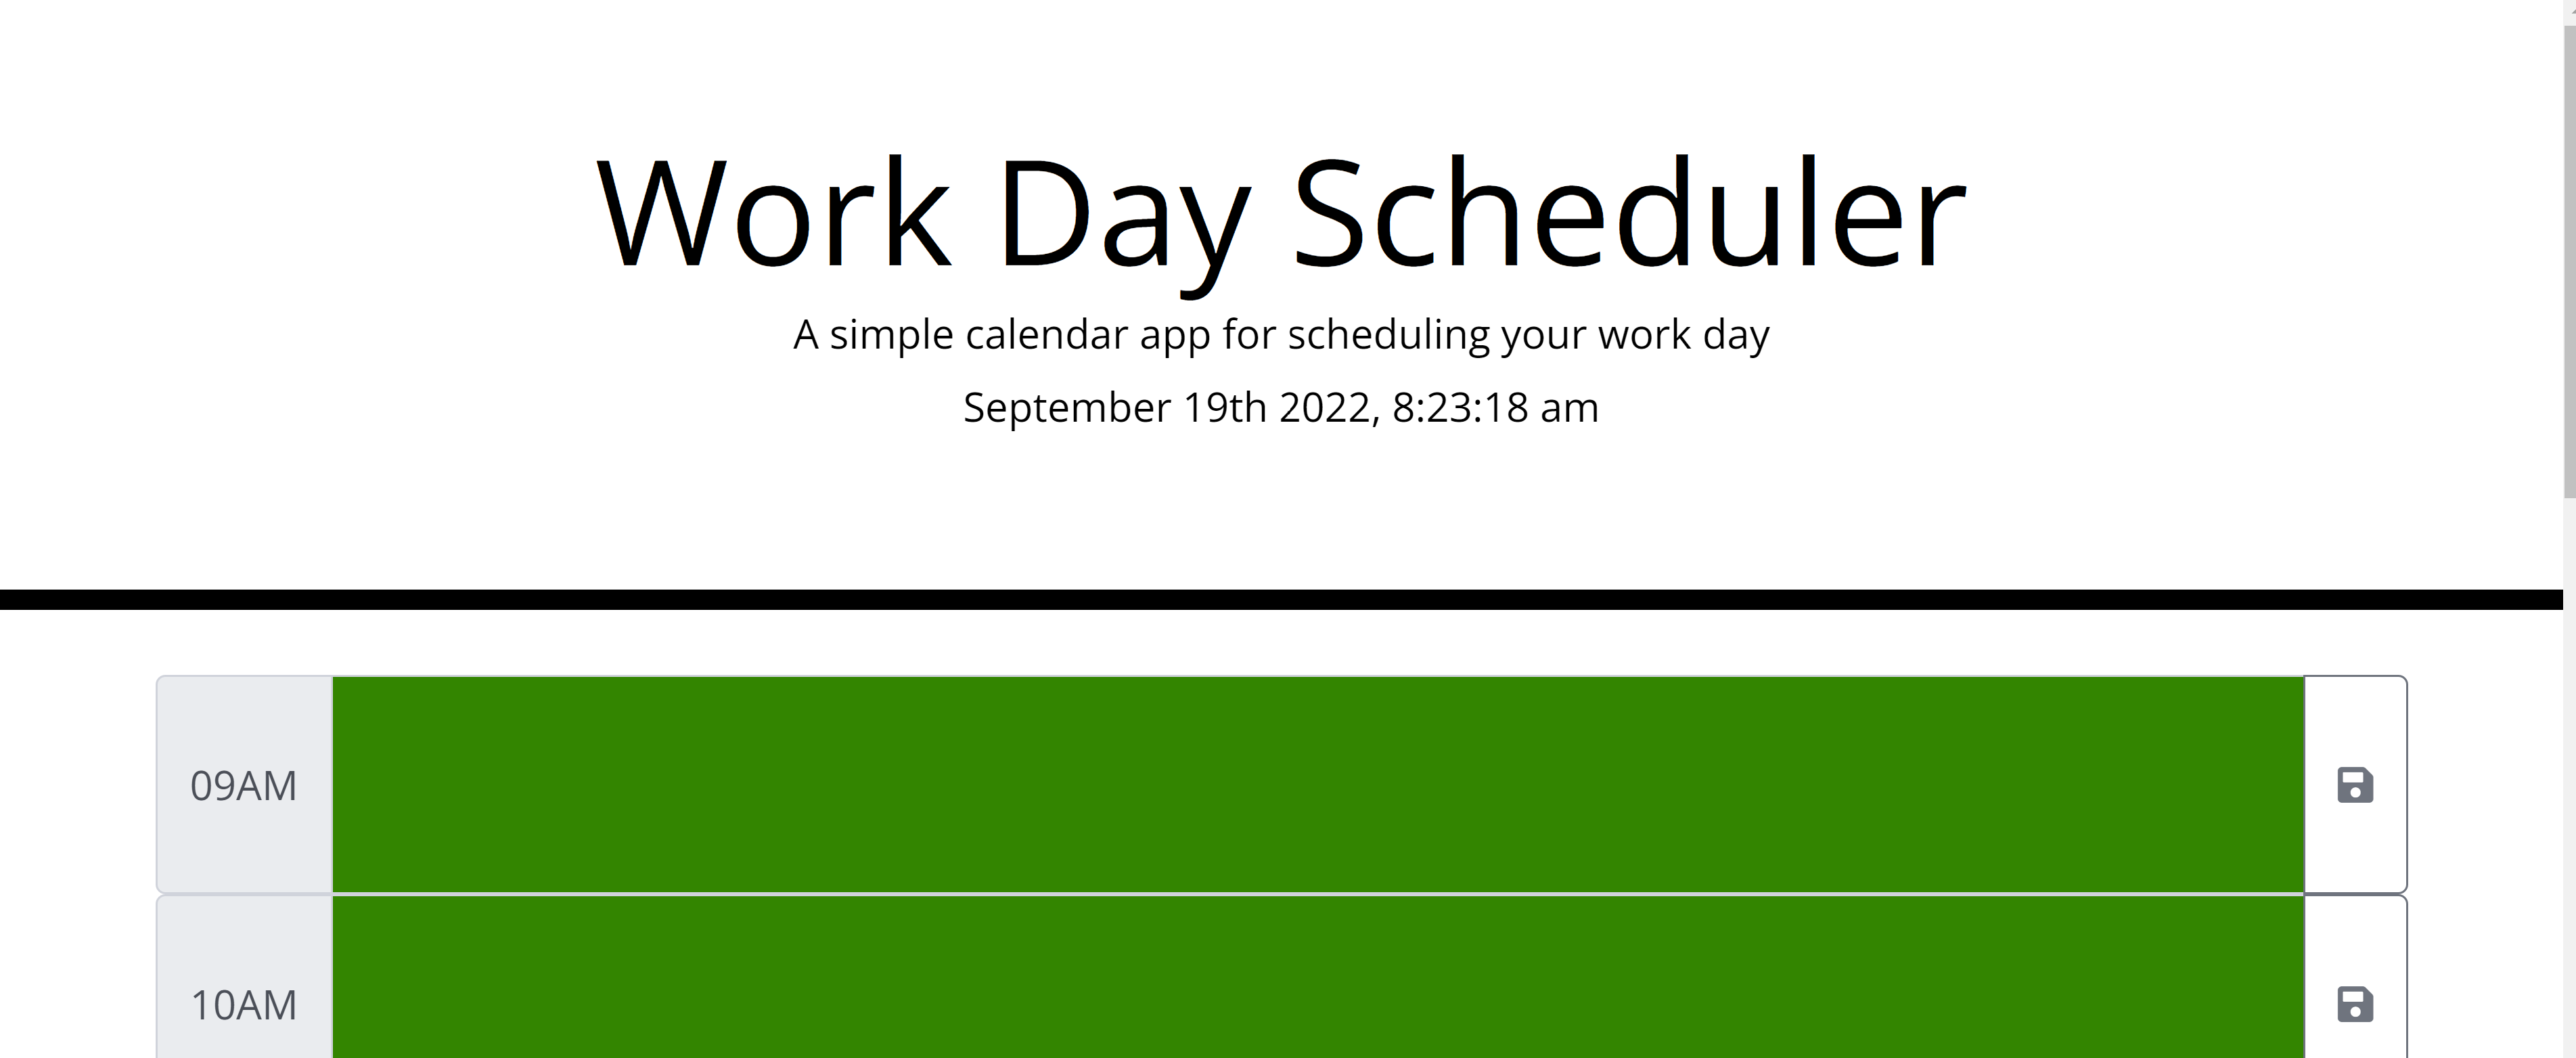 Work Day Scheduler
A simple calendar app for scheduling your work day
September 19th 2022, 8:23:18 am
09AM
10AM